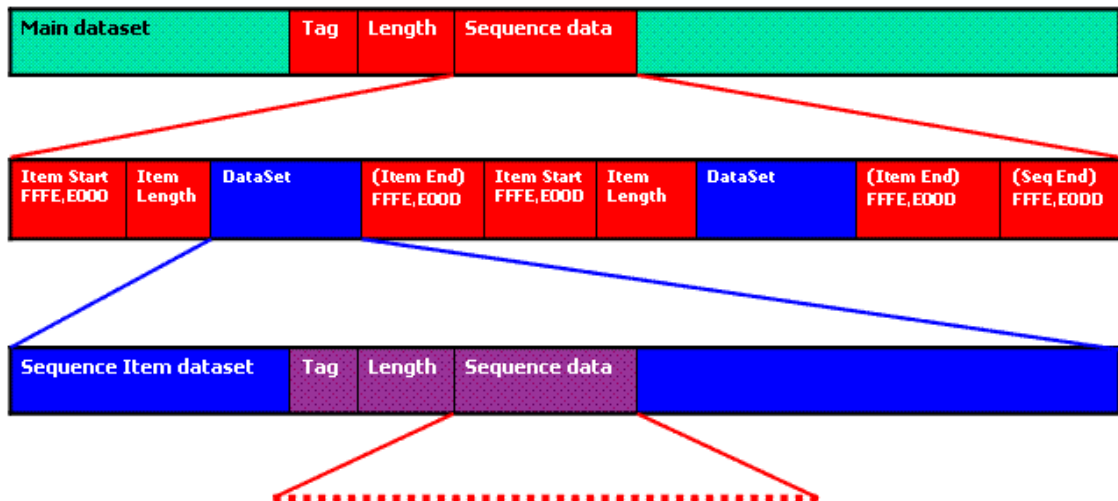 Main dataset
Tag
Length
Sequence data
Item Start
FFFE,E000
Item
Length
DataSet
(Item End)
FFFE,E00D
Item Start
FFFE,E00D
Item
Length
DataSet
(Item End)
FFFE,E00D
(Seq End)
FFFE,E0DD
Sequence Item dataset
Tag
Length
Sequence data